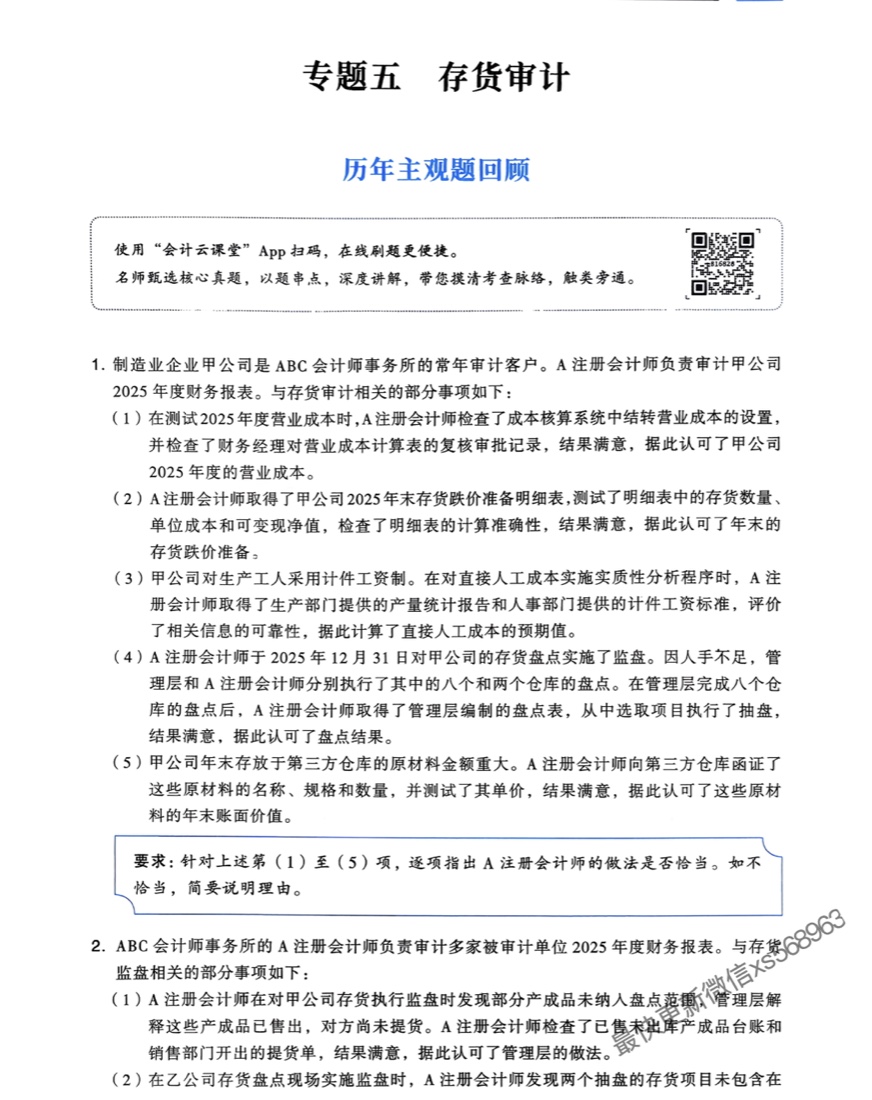 专题五 存货审计
历年主观题回顾
使用“会计云课堂”App 扫码，在线刷题更便捷。
名师甄选核心真题，以题串点，深度讲解，带您摸清考查脉络，触类旁通。
816828
1. 制造业企业甲公司是 ABC 会计师事务所的常年审计客户。A 注册会计师负责审计甲公司
2025 年度财务报表。与存货审计相关的部分事项如下：
（1）在测试2025年度营业成本时，A注册会计师检查了成本核算系统中结转营业成本的设置，
并检查了财务经理对营业成本计算表的复核审批记录，结果满意，据此认可了甲公司
2025 年度的营业成本。
（2）A注册会计师取得了甲公司2025年末存货跌价准备明细表，测试了明细表中的存货数量、
单位成本和可变现净值，检查了明细表的计算准确性，结果满意，据此认可了年末的
存货跌价准备。
（3）甲公司对生产工人采用计件工资制。在对直接人工成本实施实质性分析程序时，A 注
册会计师取得了生产部门提供的产量统计报告和人事部门提供的计件工资标准，评价
了相关信息的可靠性，据此计算了直接人工成本的预期值。
（4）A 注册会计师于 2025 年 12 月 31 日对甲公司的存货盘点实施了监盘。因人手不足，管
理层和 A 注册会计师分别执行了其中的八个和两个仓库的盘点。在管理层完成八个仓
库的盘点后，A 注册会计师取得了管理层编制的盘点表，从中选取项目执行了抽盘，
结果满意，据此认可了盘点结果。
（5）甲公司年末存放于第三方仓库的原材料金额重大。A 注册会计师向第三方仓库函证了
这些原材料的名称、规格和数量，并测试了其单价，结果满意，据此认可了这些原材
料的年末账面价值。
要求：针对上述第（1）至（5）项，逐项指出 A 注册会计师的做法是否恰当。如不
恰当，简要说明理由。
2. ABC 会计师事务所的 A 注册会计师负责审计多家被审计单位 2025 年度财务报表。与存货
监盘相关的部分事项如下：
（1）A 注册会计师在对甲公司存货执行监盘时发现部分产成品未纳入盘点范围，管理层解
释这些产成品已售出，对方尚未提货。A 注册会计师检查了已售未出库产成品台账和
销售部门开出的提货单，结果满意，据此认可了管理层的做法。
（2）在乙公司存货盘点现场实施监盘时，A 注册会计师发现两个抽盘的存货项目未包含在
最快更新微信xs568963